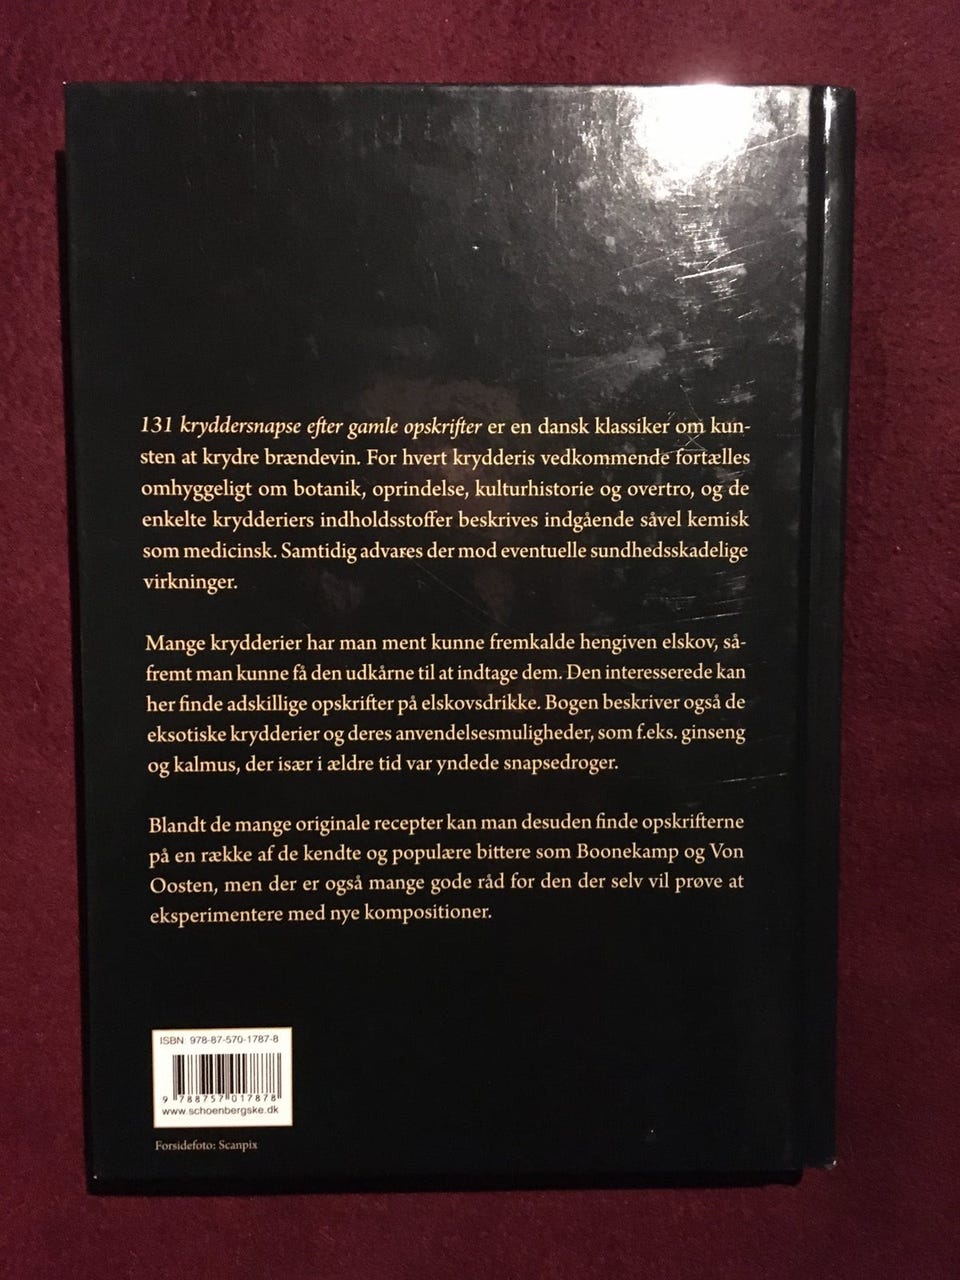 131 kryddersnapse efter gamle opskrifter er en dansk klassiker om kun-
sten at krydre brændevin. For hvert krydderis vedkommende fortælles
omhyggeligt om botanik, oprindelse, kulturhistorie og overtro, og de
enkelte krydderiers indholdsstoffer beskrives indgående såvel kemisk
som medicinsk. Samtidig advares der mod eventuelle sundhedsskadelige
virkninger.
Mange krydderier har man ment kunne fremkalde hengiven elskov, så-
fremt man kunne få den udkårne til at indtage dem. Den interesserede kan
her finde adskillige opskrifter på elskovsdrikke. Bogen beskriver også de
eksotiske krydderier og deres anvendelsesmuligheder, som f.eks. ginseng
og kalmus, der især i ældre tid var yndede snapsedroger.
Blandt de mange originale recepter kan man desuden finde opskrifterne
på en række af de kendte og populære bittere som Boonekamp og Von
Oosten, men der er også mange gode råd for den der selv vil prøve at
eksperimentere med nye kompositioner.
ISBN 978-87-570-1787-8
9 788757 017878
www.schoenbergske.dk
Forsidefoto: Scanpix